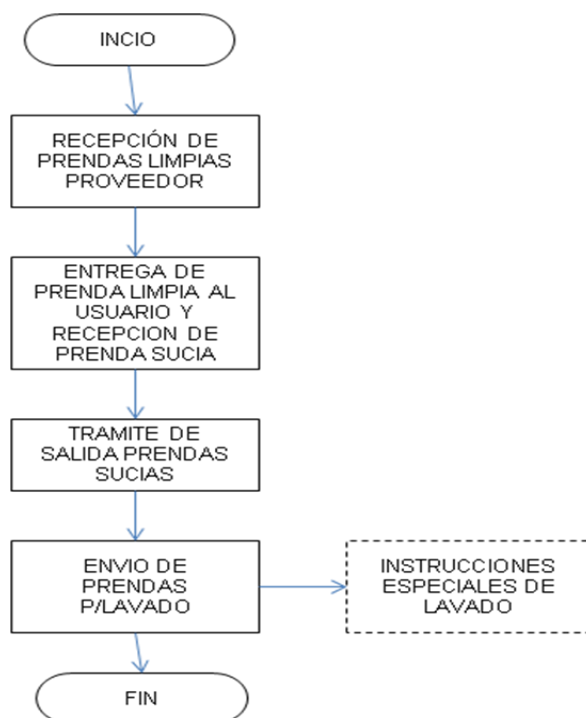 INCIO
RECEPCIÓN DE
PRENDAS LIMPIAS
PROVEEDOR
ENTREGA DE
PRENDA LIMPIA AL
USUARIO Y
RECEPCION DE
PRENDA SUCIA
TRAMITE DE
SALIDA PRENDAS
SUCIAS
ENVIO DE
PRENDAS
P/LAVADO
INSTRUCCIONES
ESPECIALES DE
LAVADO
FIN